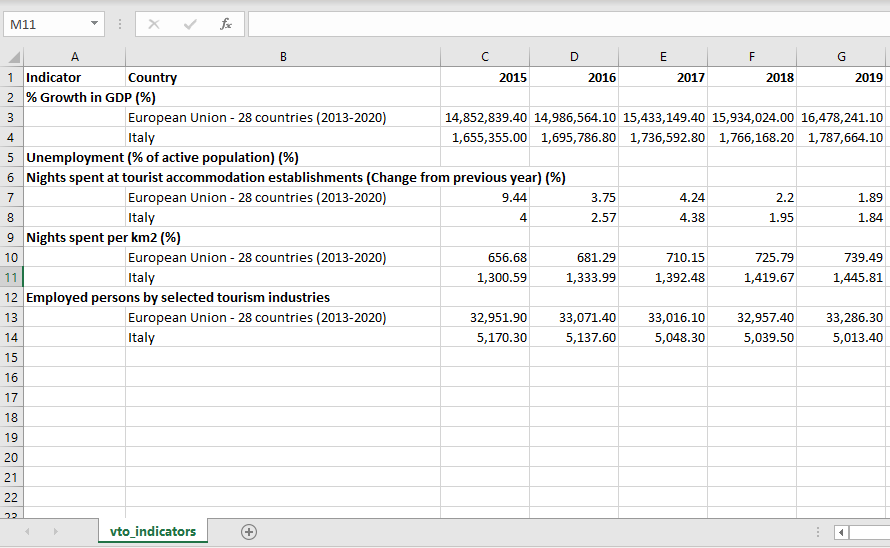 M11 fx
A B C D E F G
1 Indicator Country 2015 2016 2017 2018 2019
2 % Growth in GDP (%)
3 European Union - 28 countries (2013-2020) 14,852,839.40 14,986,564.10 15,433,149.40 15,934,024.00 16,478,241.10
4 Italy 1,655,355.00 1,695,786.80 1,736,592.80 1,766,168.20 1,787,664.10
5 Unemployment (% of active population) (%)
6 Nights spent at tourist accommodation establishments (Change from previous year) (%)
7 European Union - 28 countries (2013-2020) 9.44 3.75 4.24 2.2 1.89
8 Italy 4 2.57 4.38 1.95 1.84
9 Nights spent per km2 (%)
10 European Union - 28 countries (2013-2020) 656.68 681.29 710.15 725.79 739.49
11 Italy 1,300.59 1,333.99 1,392.48 1,419.67 1,445.81
12 Employed persons by selected tourism industries
13 European Union - 28 countries (2013-2020) 32,951.90 33,071.40 33,016.10 32,957.40 33,286.30
14 Italy 5,170.30 5,137.60 5,048.30 5,039.50 5,013.40
15
16
17
18
19
20
21
22
23
vto_indicators